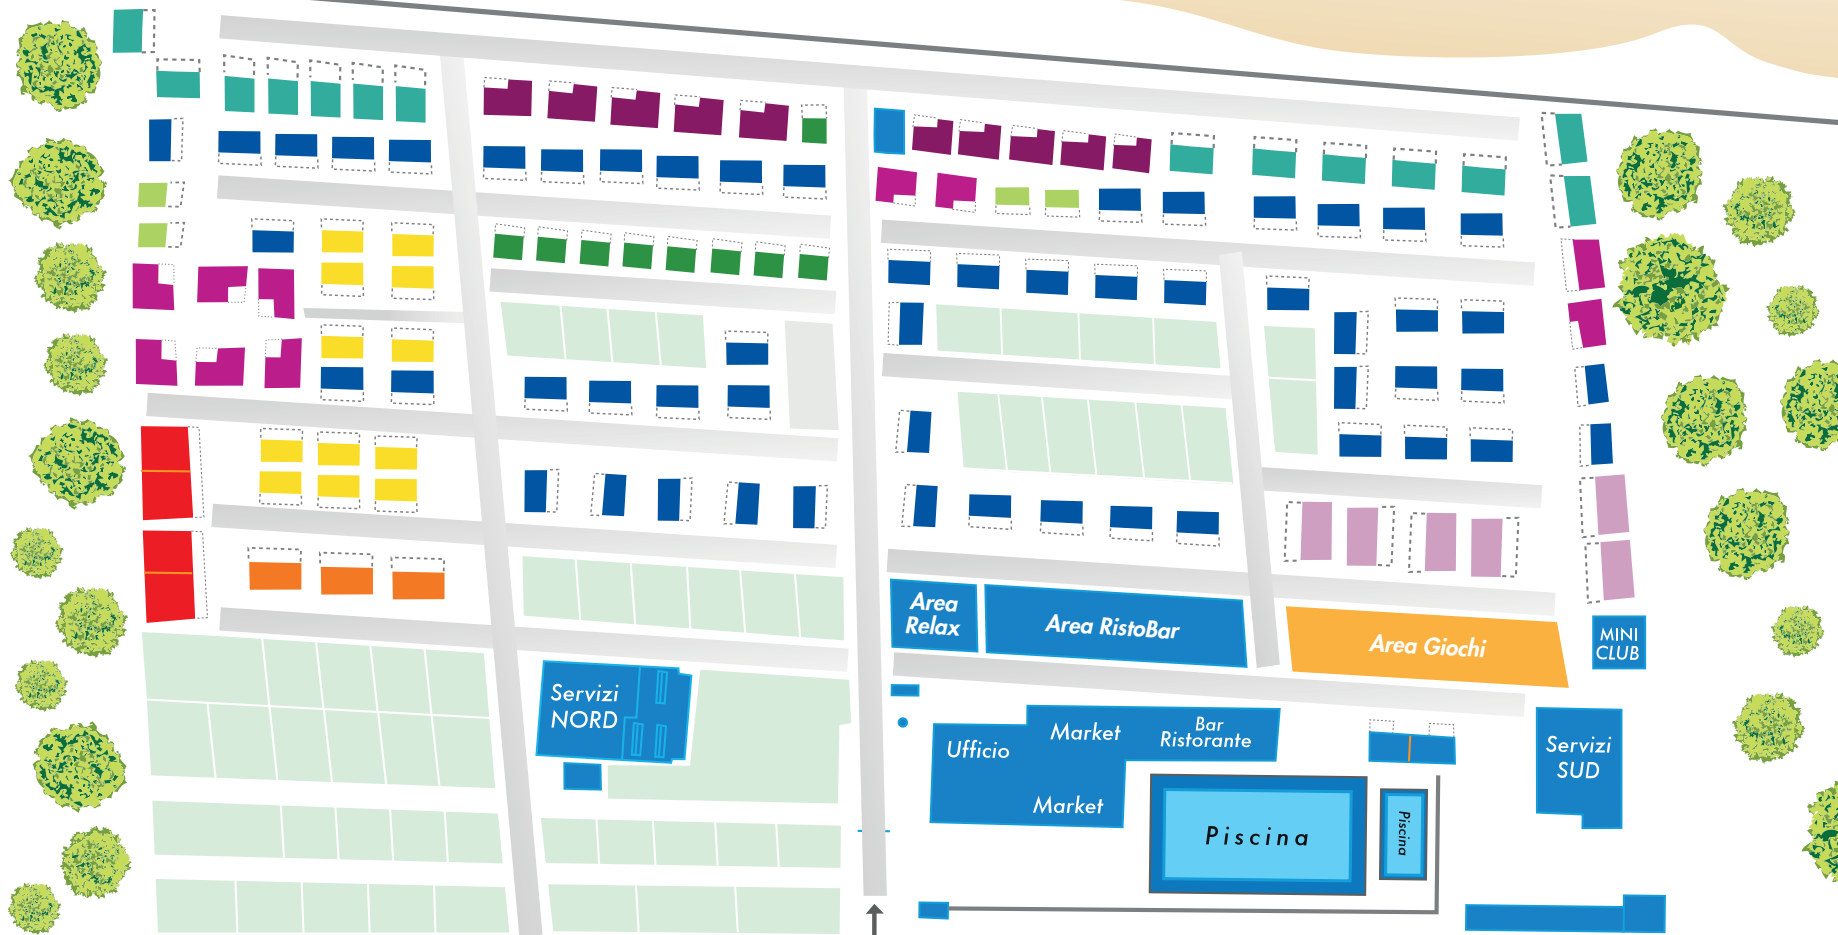 Area
Relax
Area RistoBar
Area Giochi
MINI
CLUB
Servizi
NORD
Ufficio
Market
Bar
Ristorante
Market
Servizi
SUD
Piscina
Piscina